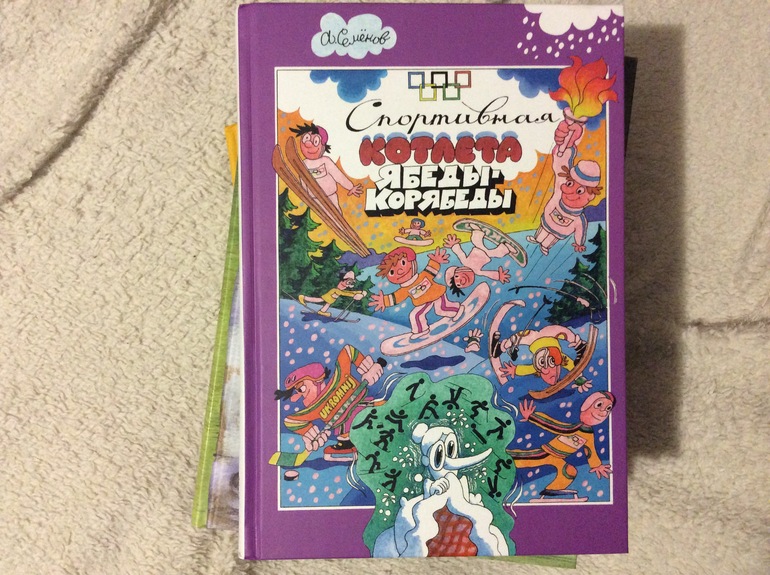 А. Семёнов
Спортивная
КОТЛЕТА
ЯБЕДЫ-
КОРЯБЕДЫ